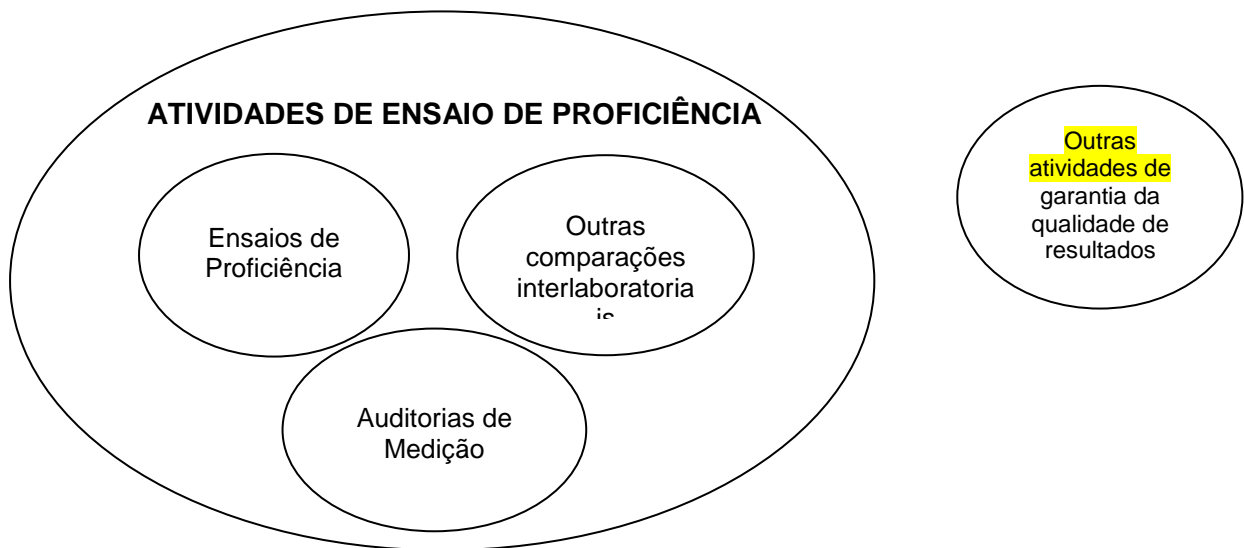 ATIVIDADES DE ENSAIO DE PROFICIÊNCIA
Ensaios de
Proficiência
Outras
comparações
interlaboratoria
is
Auditorias de
Medição
Outras
atividades de
garantia da
qualidade de
resultados